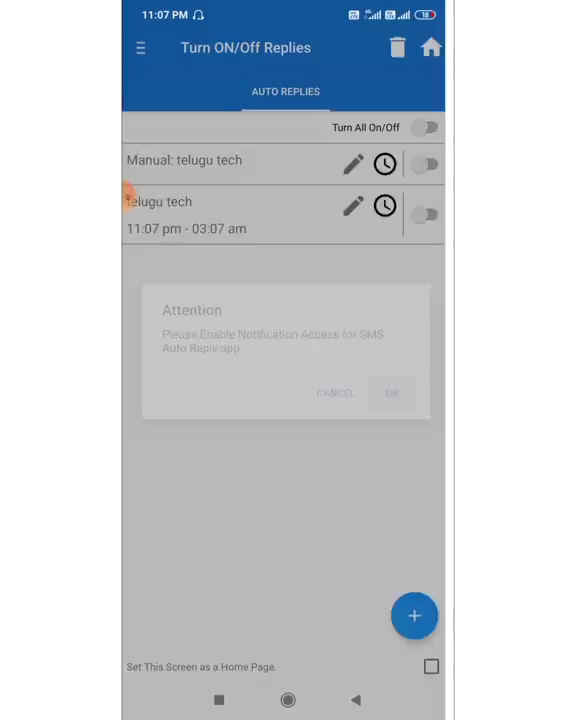 11:07 PM
18
Turn ON/Off Replies
AUTO REPLIES
Turn All On/Off
Manual: telugu tech
telugu tech
11:07 pm - 03:07 am
Attention
Please Enable Notification Access for SMS
Auto Reply app
CANCEL OK
Set This Screen as a Home Page.